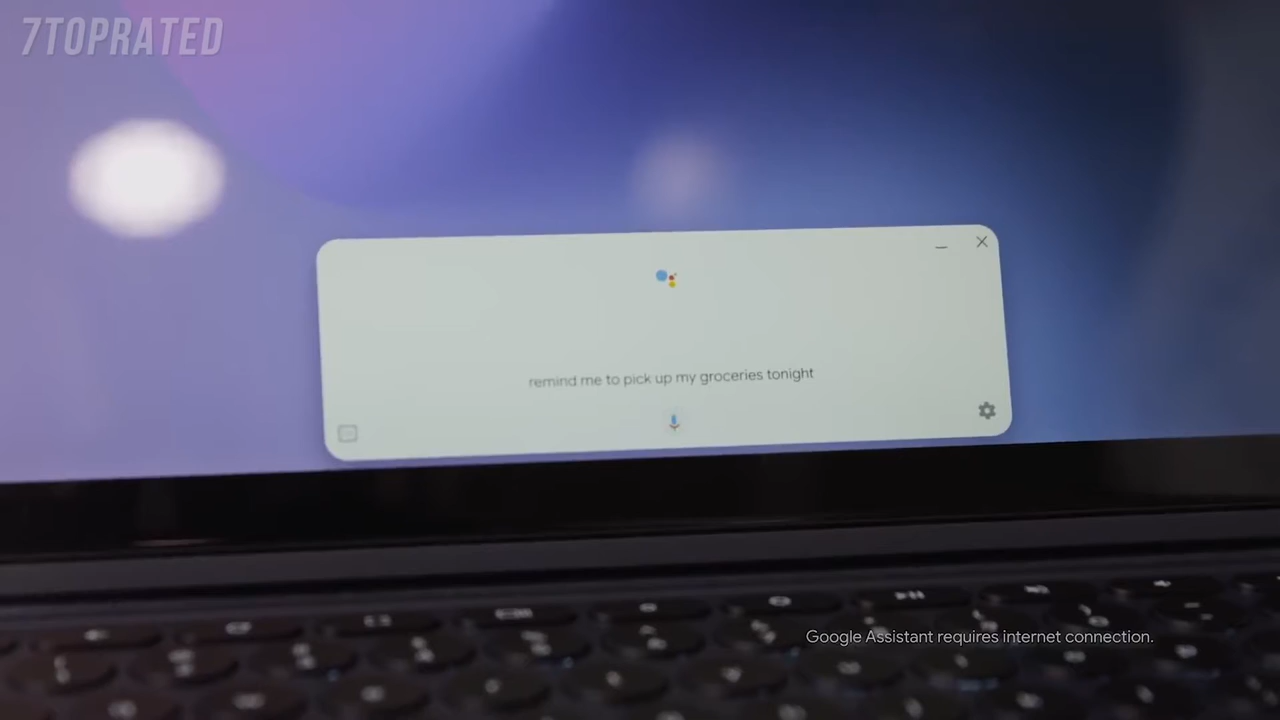 7TOPRATED
remind me to pick up my groceries tonight
Google Assistant requires internet connection.